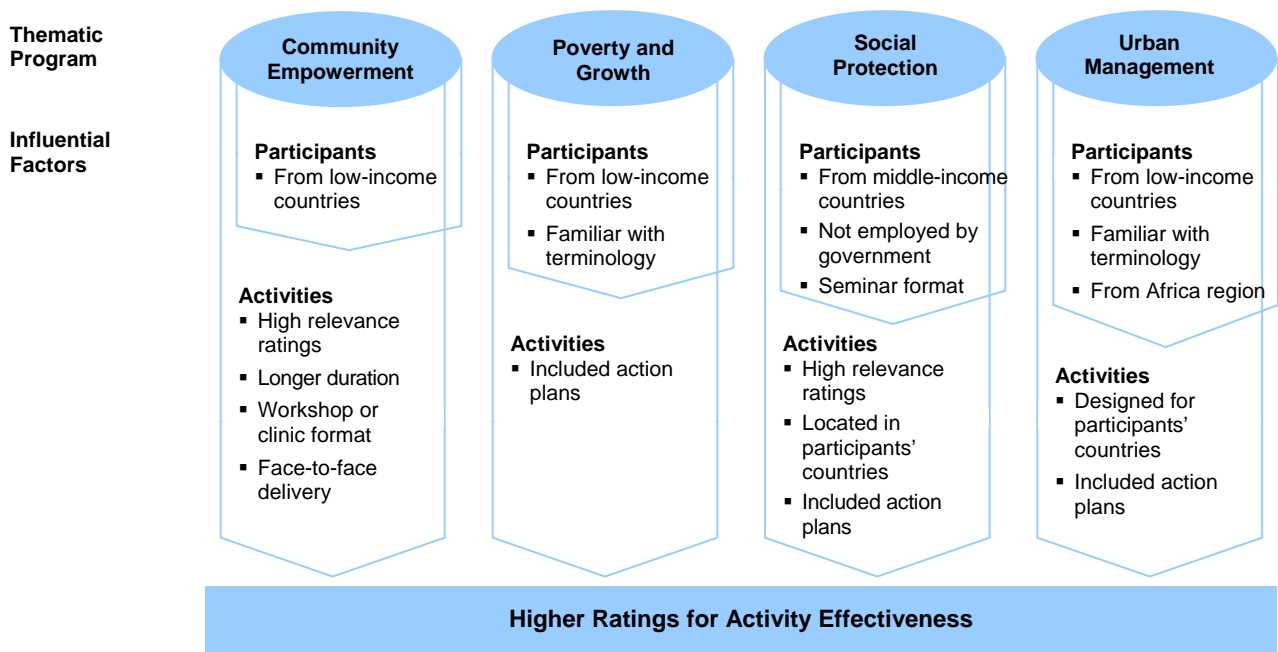 Thematic
Program
Community
Empowerment
Poverty and
Growth
Social
Protection
Urban
Management
Influential
Factors
Participants
▪ From low-income
countries
Activities
▪ High relevance
ratings
▪ Longer duration
▪ Workshop or
clinic format
▪ Face-to-face
delivery
Participants
▪ From low-income
countries
▪ Familiar with
terminology
Activities
▪ Included action
plans
Participants
▪ From middle-income
countries
▪ Not employed by
government
▪ Seminar format
Activities
▪ High relevance
ratings
▪ Located in
participants'
countries
▪ Included action
plans
Participants
▪ From low-income
countries
▪ Familiar with
terminology
▪ From Africa region
Activities
▪ Designed for
participants'
countries
▪ Included action
plans
Higher Ratings for Activity Effectiveness